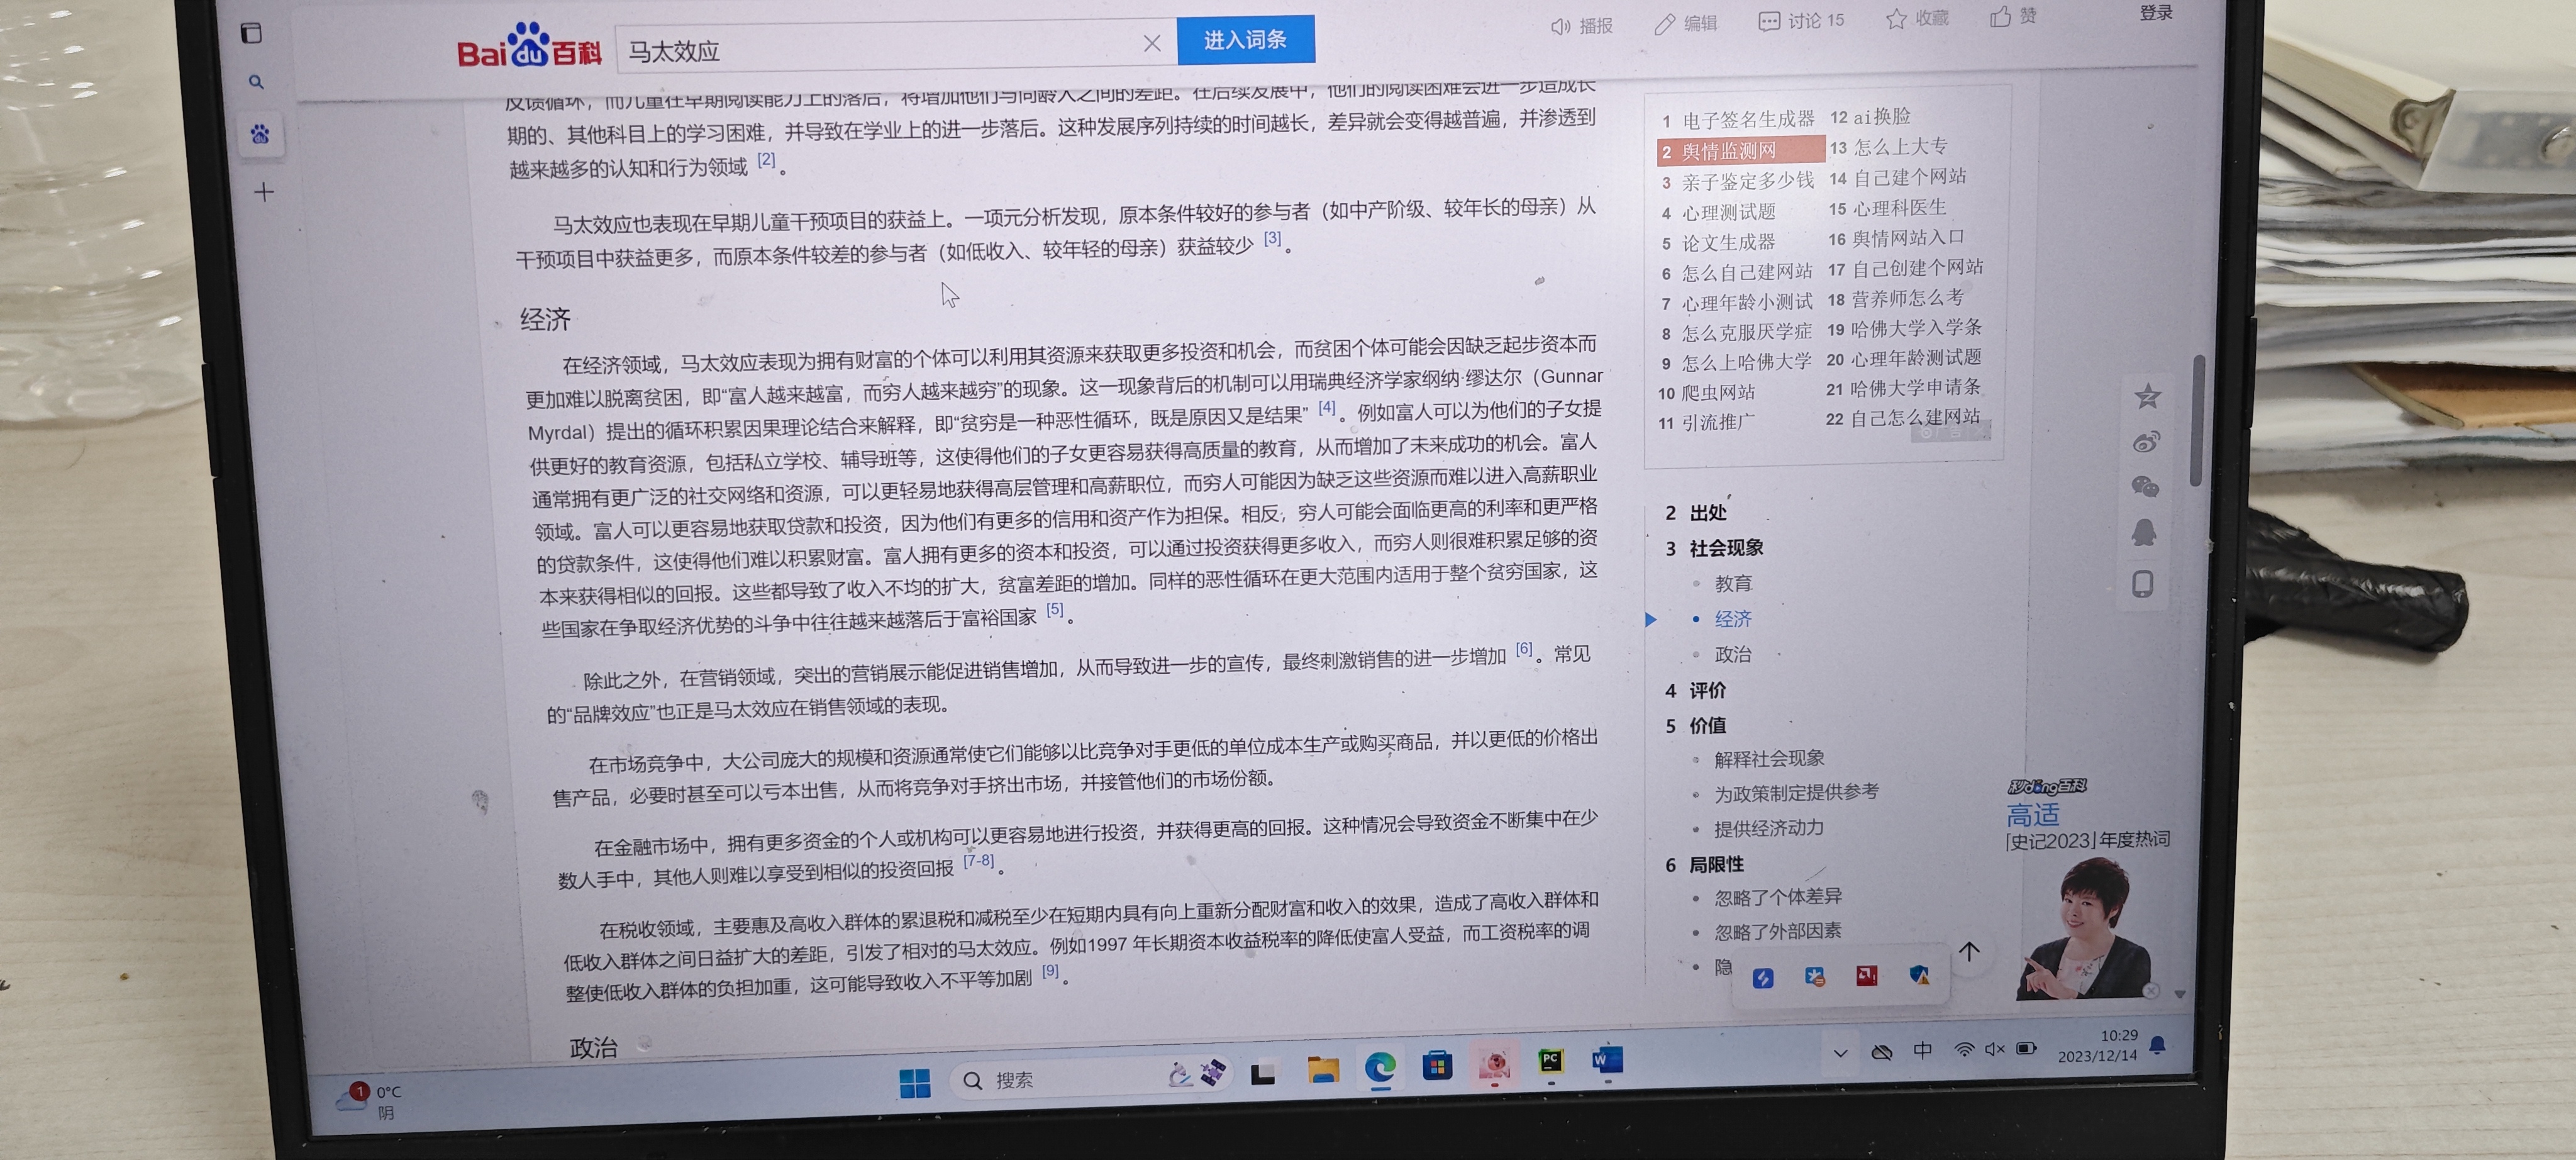 Bai du 百科
马太效应
进入词条
播报
编辑
讨论 15
收藏
赞
登录
反馈循环，而儿童在早期阅读能力上的落后，将增加他们与同龄人之间的差距。在后续发展中，他们的阅读困难会进一步造成长
期的、其他科目上的学习困难，并导致在学业上的进一步落后。这种发展序列持续的时间越长，差异就会变得越普遍，并渗透到
越来越多的认知和行为领域 [2] 。
马太效应也表现在早期儿童干预项目的获益上。一项元分析发现，原本条件较好的参与者（如中产阶级、较年长的母亲）从
干预项目中获益更多，而原本条件较差的参与者（如低收入、较年轻的母亲）获益较少 [3] 。
经济
在经济领域，马太效应表现为拥有财富的个体可以利用其资源来获取更多投资和机会，而贫困个体可能会因缺乏起步资本而
更加难以脱离贫困，即“富人越来越富，而穷人越来越穷”的现象。这一现象背后的机制可以用瑞典经济学家纲纳·缪达尔（Gunnar
Myrdal）提出的循环积累因果理论结合来解释，即“贫穷是一种恶性循环，既是原因又是结果” [4] 。例如富人可以为他们的子女提
供更好的教育资源，包括私立学校、辅导班等，这使得他们的子女更容易获得高质量的教育，从而增加了未来成功的机会。富人
通常拥有更广泛的社交网络和资源，可以更轻易地获得高层管理和高薪职位，而穷人可能因为缺乏这些资源而难以进入高薪职业
领域。富人可以更容易地获取贷款和投资，因为他们有更多的信用和资产作为担保。相反，穷人可能会面临更高的利率和更严格
的贷款条件，这使得他们难以积累财富。富人拥有更多的资本和投资，可以通过投资获得更多收入，而穷人则很难积累足够的资
本来获得相似的回报。这些都导致了收入不均的扩大，贫富差距的增加。同样的恶性循环在更大范围内适用于整个贫穷国家，这
些国家在争取经济优势的斗争中往往越来越落后于富裕国家 [5] 。
除此之外，在营销领域，突出的营销展示能促进销售增加，从而导致进一步的宣传，最终刺激销售的进一步增加 [6] 。常见
的“品牌效应”也正是马太效应在销售领域的表现。
在市场竞争中，大公司庞大的规模和资源通常使它们能够以比竞争对手更低的单位成本生产或购买商品，并以更低的价格出
售产品，必要时甚至可以亏本出售，从而将竞争对手挤出市场，并接管他们的市场份额。
在金融市场中，拥有更多资金的个人或机构可以更容易地进行投资，并获得更高的回报。这种情况会导致资金不断集中在少
数人手中，其他人则难以享受到相似的投资回报 [7-8] 。
在税收领域，主要惠及高收入群体的累退税和减税至少在短期内具有向上重新分配财富和收入的效果，造成了高收入群体和
低收入群体之间日益扩大的差距，引发了相对的马太效应。例如1997 年长期资本收益税率的降低使富人受益，而工资税率的调
整使低收入群体的负担加重，这可能导致收入不平等加剧 [9] 。
政治
1 电子签名生成器 12 ai换脸
2 舆情监测网 13 怎么上大专
3 亲子鉴定多少钱 14 自己建个网站
4 心理测试题 15 心理科医生
5 论文生成器 16 舆情网站入口
6 怎么自己建网站 17 自己创建个网站
7 心理年龄小测试 18 营养师怎么考
8 怎么克服厌学症 19 哈佛大学入学条
9 怎么上哈佛大学 20 心理年龄测试题
10 爬虫网站 21 哈佛大学申请条
11 引流推广 22 自己怎么建网站
2 出处
3 社会现象
教育
经济
政治
4 评价
5 价值
解释社会现象
为政策制定提供参考
提供经济动力
6 局限性
忽略了个体差异
忽略了外部因素
隐
秒dong百科
高适
「史记2023」年度热词
1
0°C
阴
搜索
PC
W
中
10:29
2023/12/14